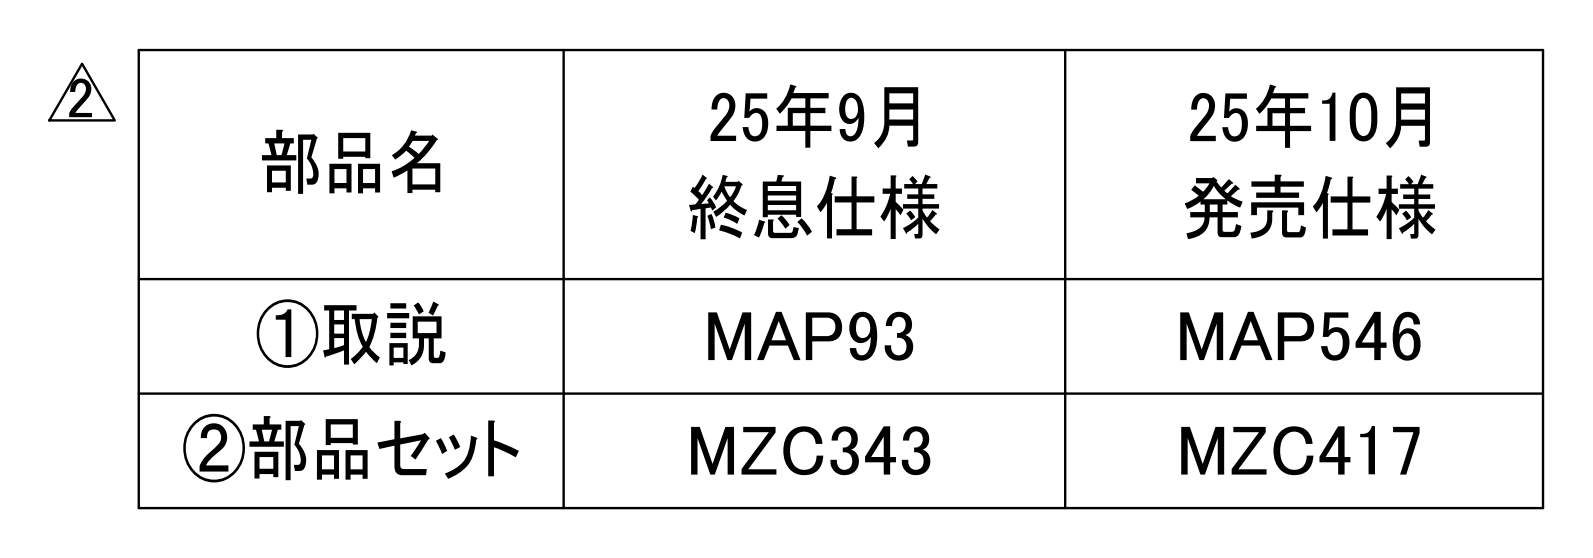 2
部品名
25年9月
終息仕様
25年10月
発売仕様
①取説
MAP93
MAP546
②部品セット
MZC343
MZC417